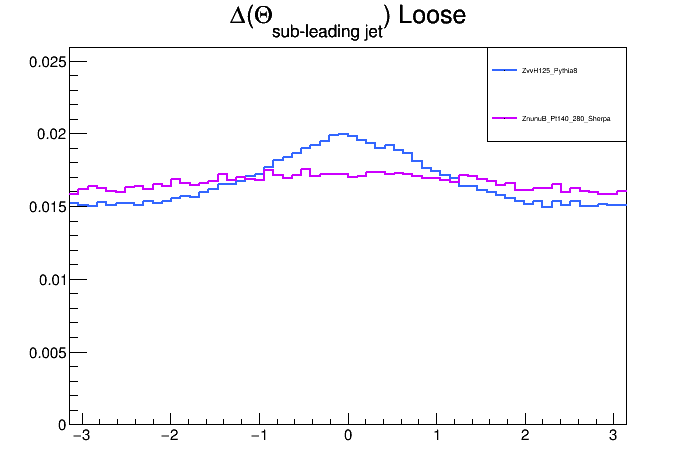 Δ(Θsub-leading jet) Loose
ZvvH125_Pythia8
ZnunuB_Pt140_280_Sherpa
0.025
0.02
0.015
0.01
0.005
0
−3 −2 −1 0 1 2 3